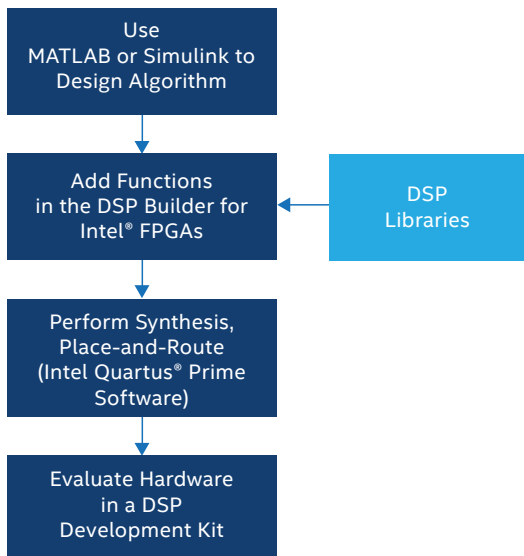 Use
MATLAB or Simulink to
Design Algorithm
Add Functions
in the DSP Builder for
Intel® FPGAs
DSP
Libraries
Perform Synthesis,
Place-and-Route
(Intel Quartus® Prime
Software)
Evaluate Hardware
in a DSP
Development Kit